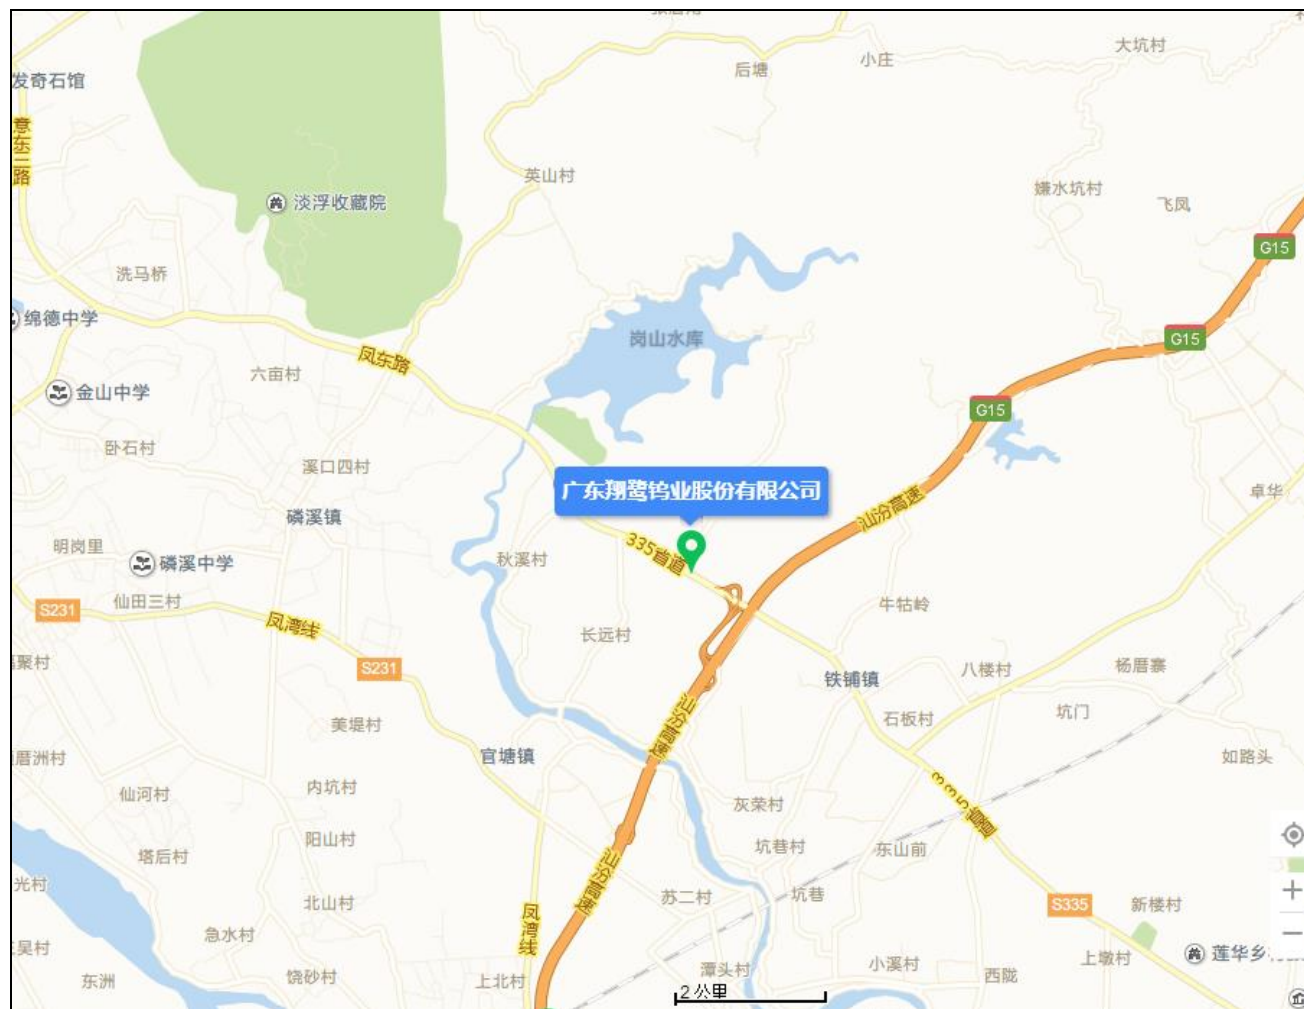 后塘
小庄
大坑村
发奇石馆
意东二路
英山村
嫌水坑村
飞凤
淡浮收藏院
G15
洗马桥
绵德中学
岗山水库
G15
凤东路
六亩村
金山中学
G15
卧石村
溪口四村
广东翔鹭钨业股份有限公司
卓华
汕汾高速
磷溪镇
明岗里
335省道
秋溪村
磷溪中学
仙田三村
S231
牛牯岭
凤湾线
长远村
聚村
S231
八楼村
杨厝寨
铁铺镇
坑门
石板村
美堤村
汕汾高速
官塘镇
厝洲村
如路头
内坑村
仙河村
335省道
灰荣村
阳山村
坑巷村
东山前
塔后村
汕汾高速
光村
苏二村
坑巷
北山村
S335
新楼村
凤湾线
急水村
吴村
莲华乡
上墩村
小溪村
潭头村
西陇
东洲
饶砂村
上北村
2 公里